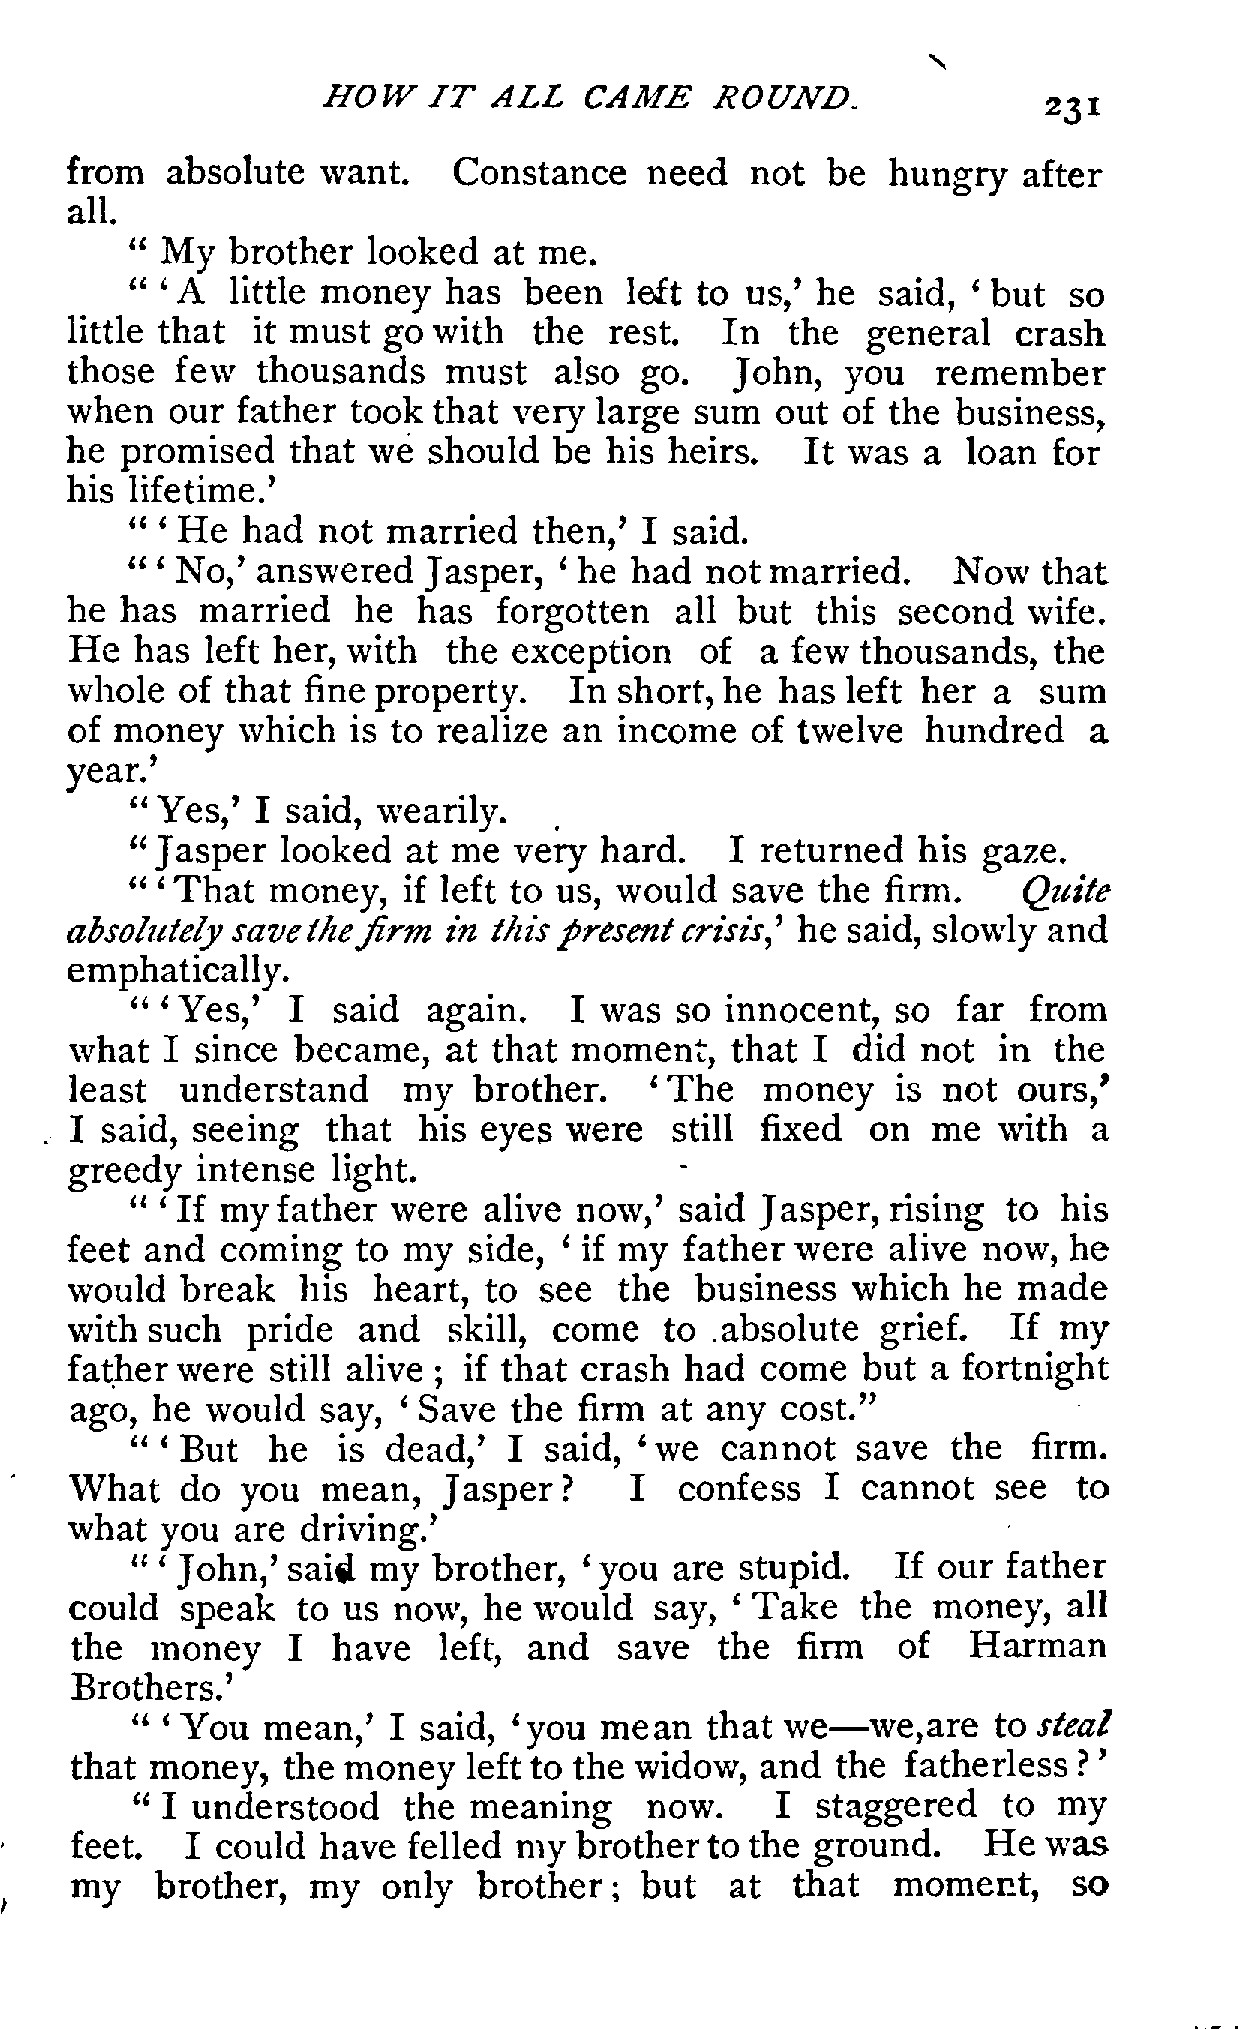 HOW IT ALL CAME ROUND. 231
from absolute want. Constance need not be hungry after
all.
" My brother looked at me.
" ' A little money has been left to us,' he said, ' but so
little that it must go with the rest. In the general crash
those few thousands must also go. John, you remember
when our father took that very large sum out of the business,
he promised that we should be his heirs. It was a loan for
his lifetime.'
" ' He had not married then,' I said.
" ' No,' answered Jasper, ' he had not married. Now that
he has married he has forgotten all but this second wife.
He has left her, with the exception of a few thousands, the
whole of that fine property. In short, he has left her a sum
of money which is to realize an income of twelve hundred a
year.'
" Yes,' I said, wearily.
" Jasper looked at me very hard. I returned his gaze.
" ' That money, if left to us, would save the firm. Quite
absolutely save the firm in this present crisis,' he said, slowly and
emphatically.
" ' Yes,' I said again. I was so innocent, so far from
what I since became, at that moment, that I did not in the
least understand my brother. ' The money is not ours,'
I said, seeing that his eyes were still fixed on me with a
greedy intense light.
" ' If my father were alive now,' said Jasper, rising to his
feet and coming to my side, ' if my father were alive now, he
would break his heart, to see the business which he made
with such pride and skill, come to .absolute grief. If my
father were still alive ; if that crash had come but a fortnight
ago, he would say, ' Save the firm at any cost."
" ' But he is dead,' I said, ' we cannot save the firm.
What do you mean, Jasper? I confess I cannot see to
what you are driving.'
" ' John,' said my brother, ' you are stupid. If our father
could speak to us now, he would say, ' Take the money, all
the money I have left, and save the firm of Harman
Brothers.'
" ' You mean,' I said, ' you mean that we—we,are to steal
that money, the money left to the widow, and the fatherless ? '
" I understood the meaning now. I staggered to my
feet. I could have felled my brother to the ground. He was
my brother, my only brother ; but at that moment, so